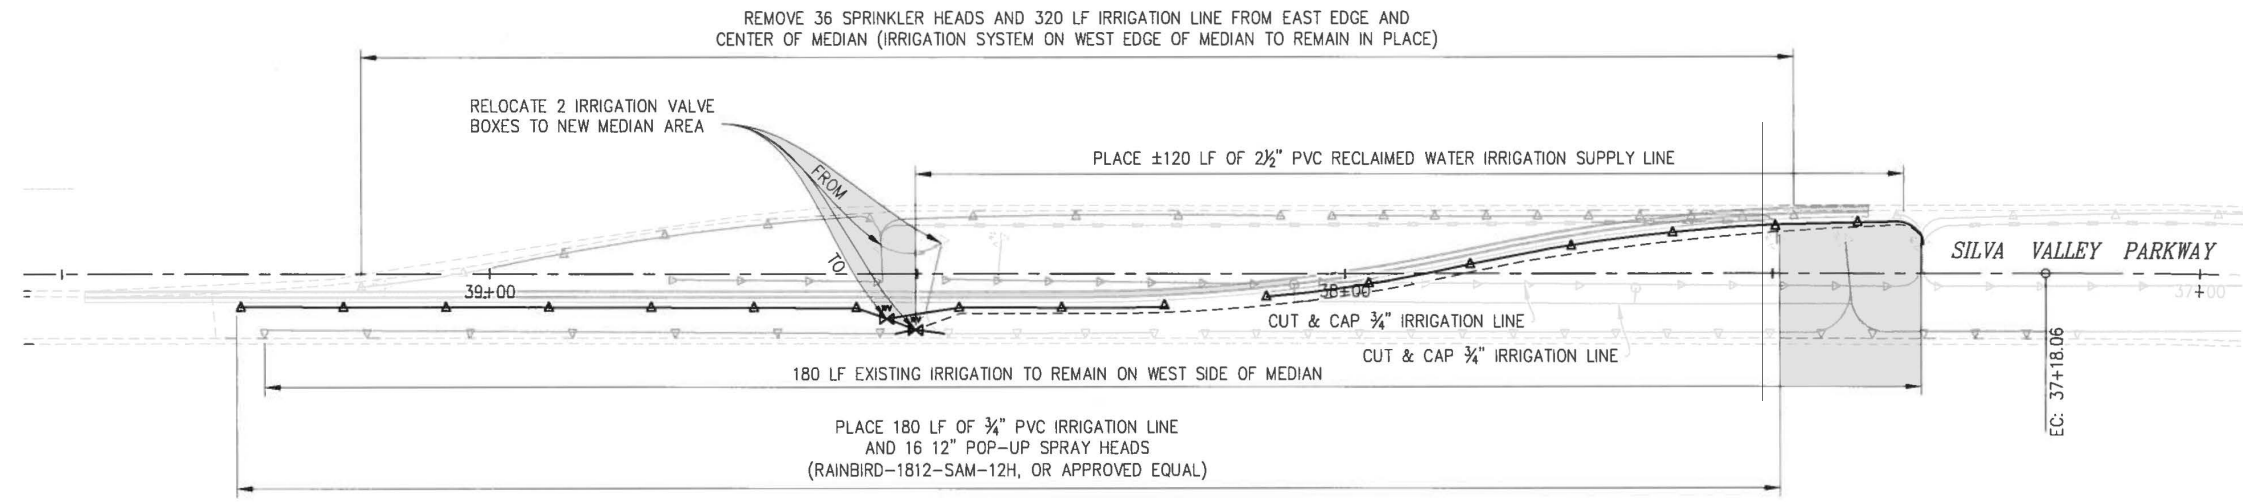 REMOVE 36 SPRINKLER HEADS AND 320 LF IRRIGATION LINE FROM EAST EDGE AND
CENTER OF MEDIAN (IRRIGATION SYSTEM ON WEST EDGE OF MEDIAN TO REMAIN IN PLACE)
RELOCATE 2 IRRIGATION VALVE
BOXES TO NEW MEDIAN AREA
PLACE ±120 LF OF 2½" PVC RECLAIMED WATER IRRIGATION SUPPLY LINE
FROM
TO
SILVA VALLEY PARKWAY
39+00
38+00
37+00
CUT & CAP ¾" IRRIGATION LINE
CUT & CAP ¾" IRRIGATION LINE
EC: 37+18.06
180 LF EXISTING IRRIGATION TO REMAIN ON WEST SIDE OF MEDIAN
PLACE 180 LF OF ¾" PVC IRRIGATION LINE
AND 16 12" POP-UP SPRAY HEADS
(RAINBIRD-1812-SAM-12H, OR APPROVED EQUAL)